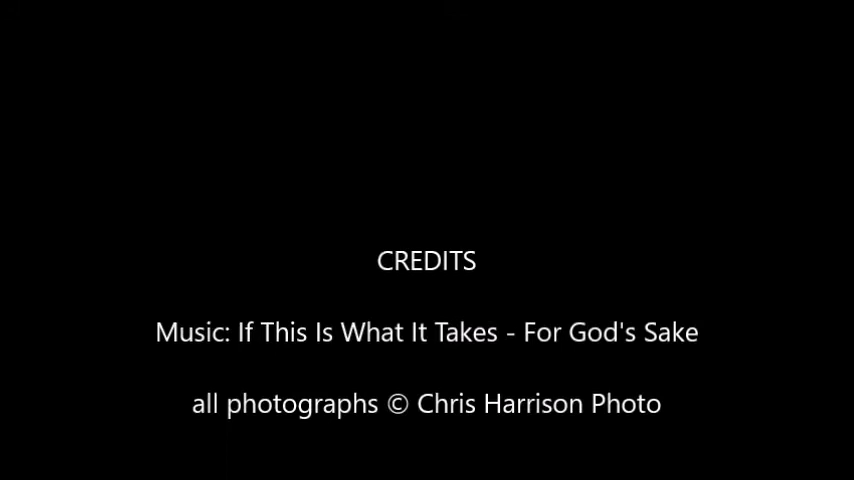 CREDITS
Music: If This Is What It Takes - For God's Sake
all photographs © Chris Harrison Photo